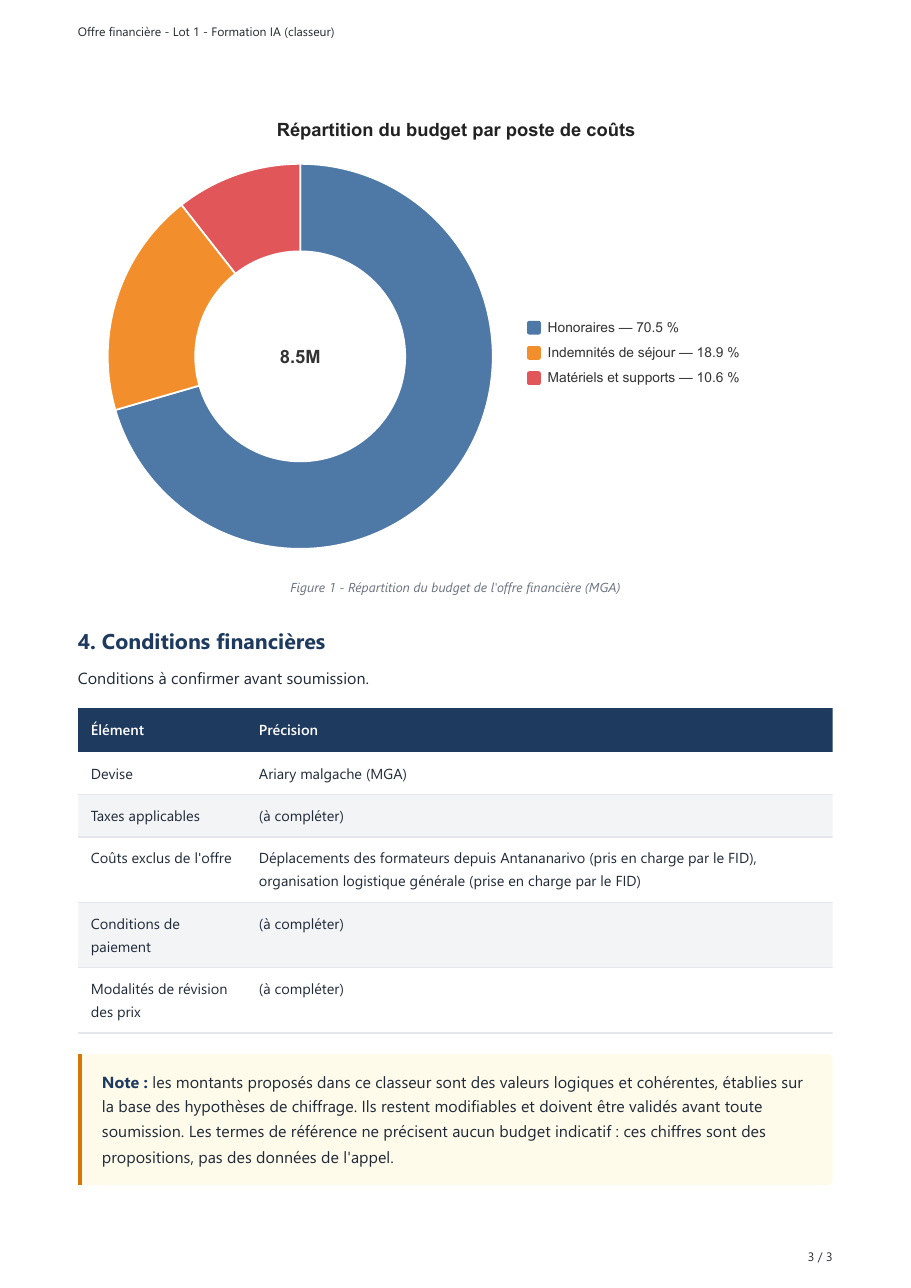 Offre financière - Lot 1 - Formation IA (classeur)
Répartition du budget par poste de coûts
8.5M
Honoraires — 70.5 %
Indemnités de séjour — 18.9 %
Matériels et supports — 10.6 %
Figure 1 - Répartition du budget de l'offre financière (MGA)
4. Conditions financières
Conditions à confirmer avant soumission.
Élément Précision
Devise Ariary malgache (MGA)
Taxes applicables (à compléter)
Coûts exclus de l'offre Déplacements des formateurs depuis Antananarivo (pris en charge par le FID),
organisation logistique générale (prise en charge par le FID)
Conditions de (à compléter)
paiement
Modalités de révision (à compléter)
des prix
Note : les montants proposés dans ce classeur sont des valeurs logiques et cohérentes, établies sur
la base des hypothèses de chiffrage. Ils restent modifiables et doivent être validés avant toute
soumission. Les termes de référence ne précisent aucun budget indicatif : ces chiffres sont des
propositions, pas des données de l'appel.
3 / 3